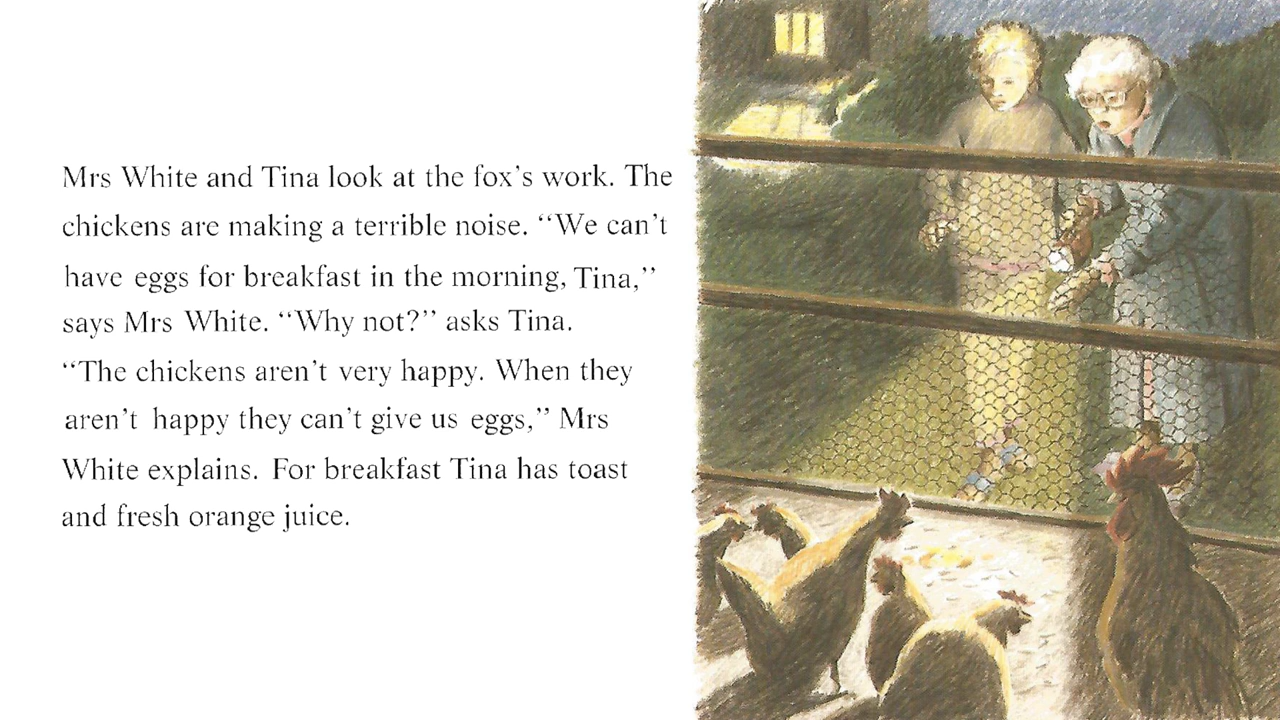 Mrs White and Tina look at the fox's work. The
chickens are making a terrible noise. “We can't
have eggs for breakfast in the morning, Tina,”
says Mrs White. “Why not?” asks Tina.
“The chickens aren't very happy. When they
aren't happy they can't give us eggs,” Mrs
White explains. For breakfast Tina has toast
and fresh orange juice.